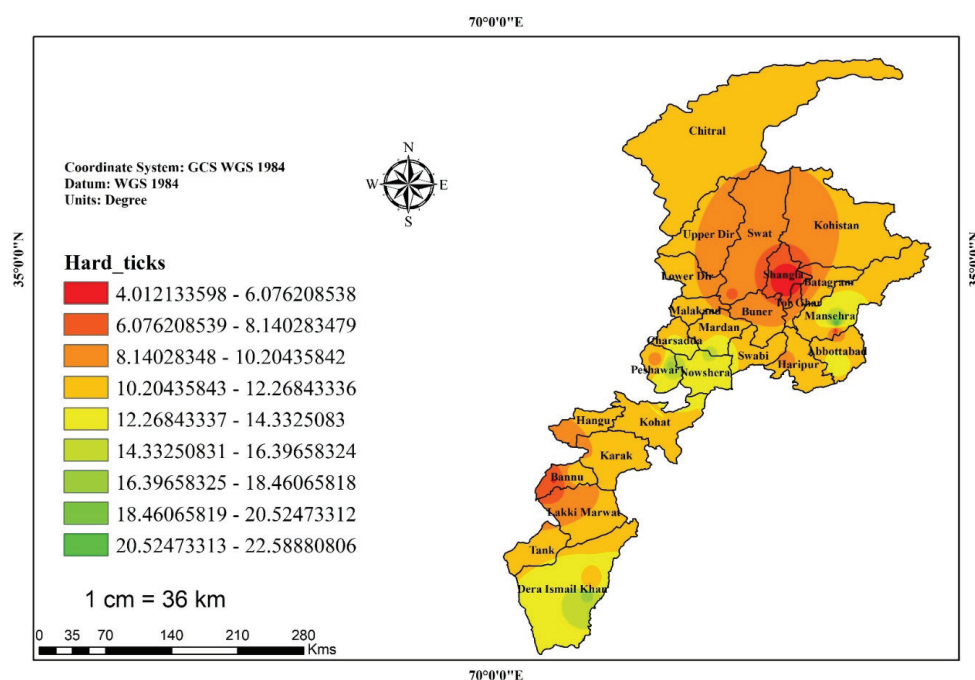 70°0'0"E
35°0'0"N
35°0'0"N
Coordinate System: GCS WGS 1984
Datum: WGS 1984
Units: Degree
N
W
E
S
Hard_ticks
4.012133598 - 6.076208538
6.076208539 - 8.140283479
8.14028348 - 10.20435842
10.20435843 - 12.26843336
12.26843337 - 14.3325083
14.33250831 - 16.39658324
16.39658325 - 18.46065818
18.46065819 - 20.52473312
20.52473313 - 22.58880806
1 cm = 36 km
0 35 70 140 210 280
Kms
Chitral
Upper Dir
Swat
Kohistan
Lower Dir
Shangla
Batagram
Tor Ghar
Malakand
Buner
Mansehra
Mardan
Charsadda
Swabi
Abbottabad
Haripur
Peshawar
Nowshera
Hangu
Kohat
Karak
Bannu
Lakki Marwat
Tank
Dera Ismail Khan
70°0'0"E